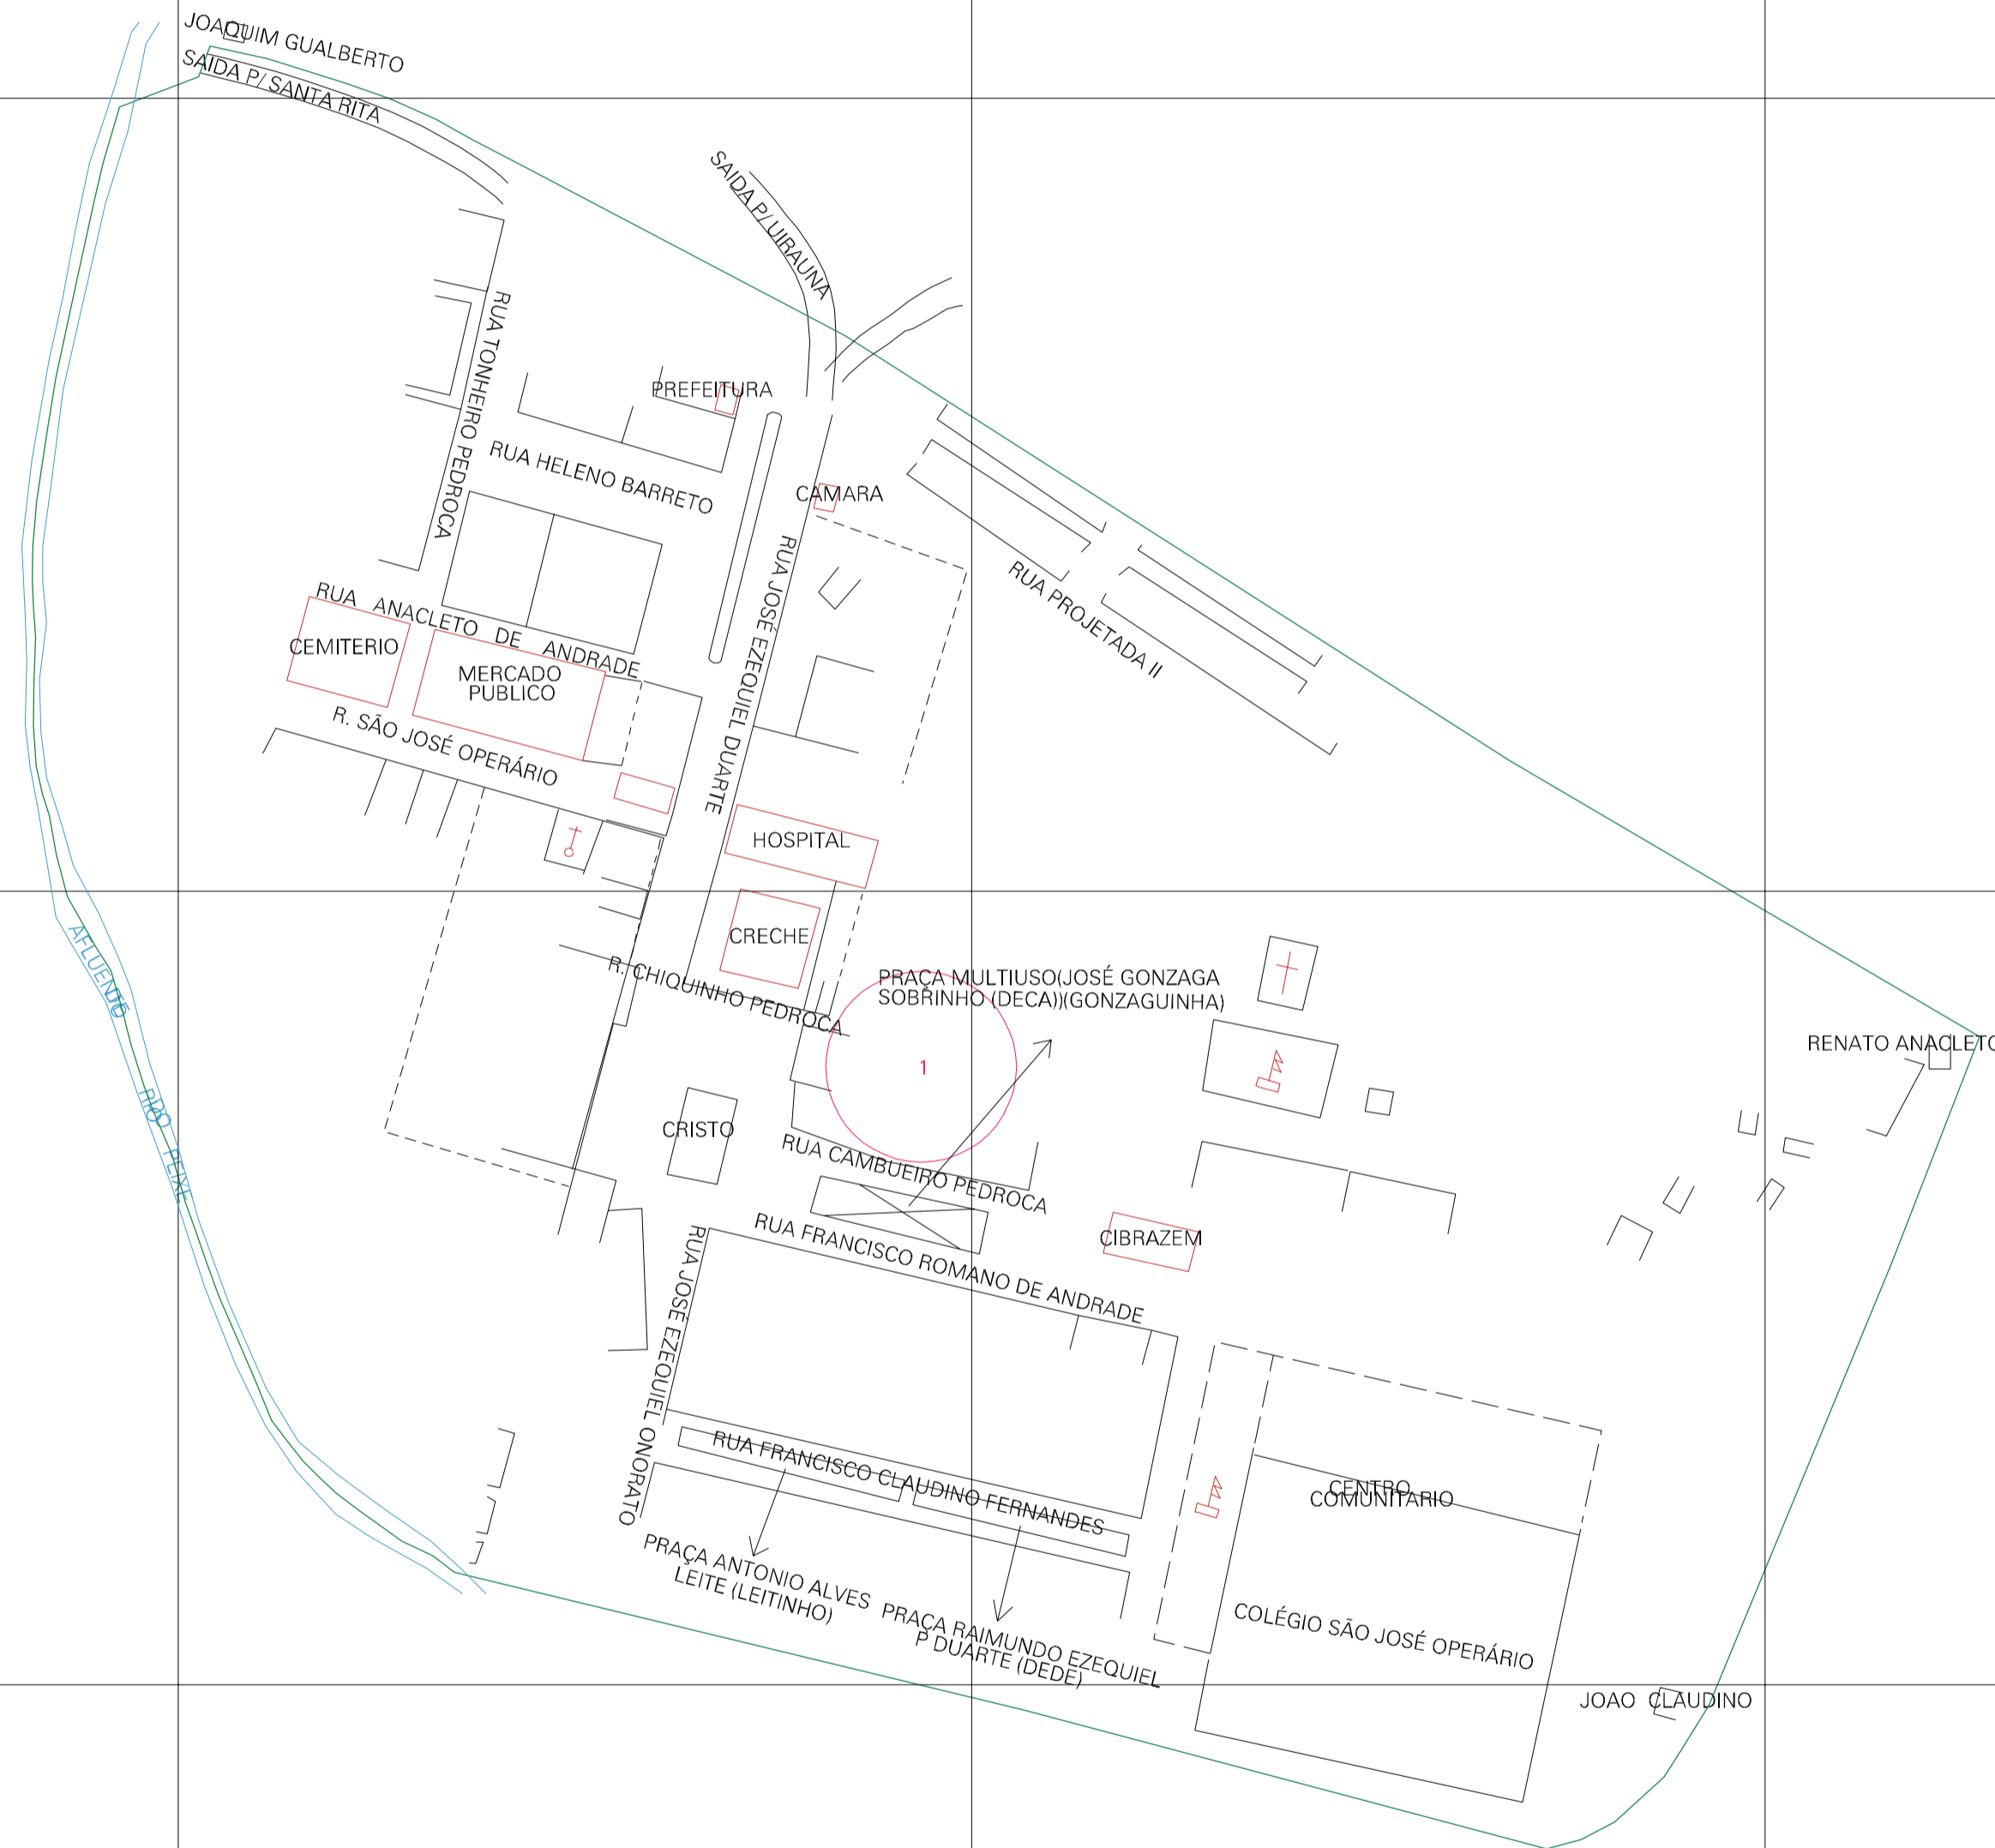 JOAQUIM GUALBERTO
SAIDA P/ SANTA RITA
SAIDA P/ UIRAUNA
RUA TONHEIRO PEDROCA
PREFEITURA
RUA HELENO BARRETO
CAMARA
RUA JOSÉ EZEQUIEL DUARTE
RUA PROJETADA II
RUA ANACLETO DE ANDRADE
CEMITERIO
MERCADO
PUBLICO
R. SÃO JOSÉ OPERÁRIO
HOSPITAL
CRECHE
AFLUENTE
DO
RIO DO PEIXE
R. CHIQUINHO PEDROCA
PRAÇA MULTIUSO(JOSÉ GONZAGA
SOBRINHO (DECA))(GONZAGUINHA)
1
RENATO ANACLETO
CRISTO
RUA CAMBUEIRO PEDROCA
CIBRAZEM
RUA FRANCISCO ROMANO DE ANDRADE
RUA JOSÉ EZEQUIEL ONORATO
RUA FRANCISCO CLAUDINO FERNANDES
CENTRO
COMUNITARIO
PRAÇA ANTONIO ALVES
LEITE (LEITINHO)
PRAÇA RAIMUNDO EZEQUIEL
P DUARTE (DEDE)
COLÉGIO SÃO JOSÉ OPERÁRIO
JOAO CLAUDINO